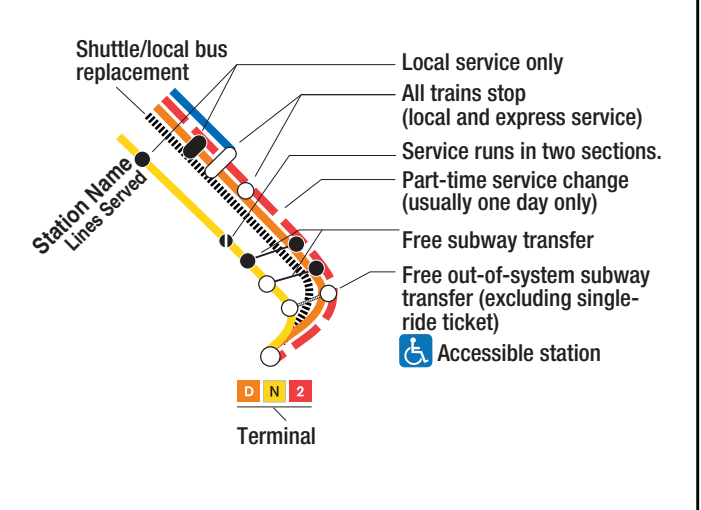 Shuttle/local bus
replacement
Local service only
All trains stop
(local and express service)
Service runs in two sections.
Part-time service change
(usually one day only)
Free subway transfer
Free out-of-system subway
transfer (excluding single-
ride ticket)
Accessible station
Station Name
Lines Served
D N 2
Terminal